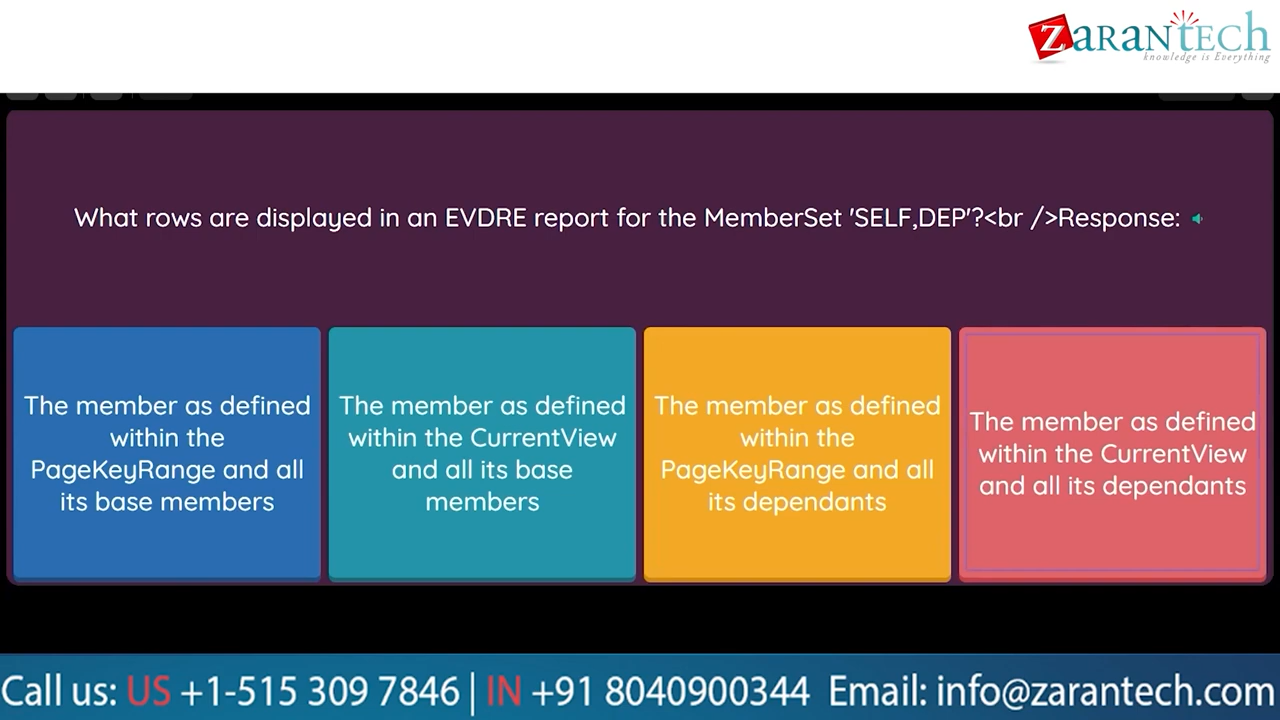 ZARANTECH
knowledge is Everything
What rows are displayed in an EVDRE report for the MemberSet 'SELF,DEP'?<br />Response:
The member as defined
within the
PageKeyRange and all
its base members
The member as defined
within the CurrentView
and all its base
members
The member as defined
within the
PageKeyRange and all
its dependants
The member as defined
within the CurrentView
and all its dependants
Call us: US +1-515 309 7846 | IN +91 8040900344 Email: info@zarantech.com